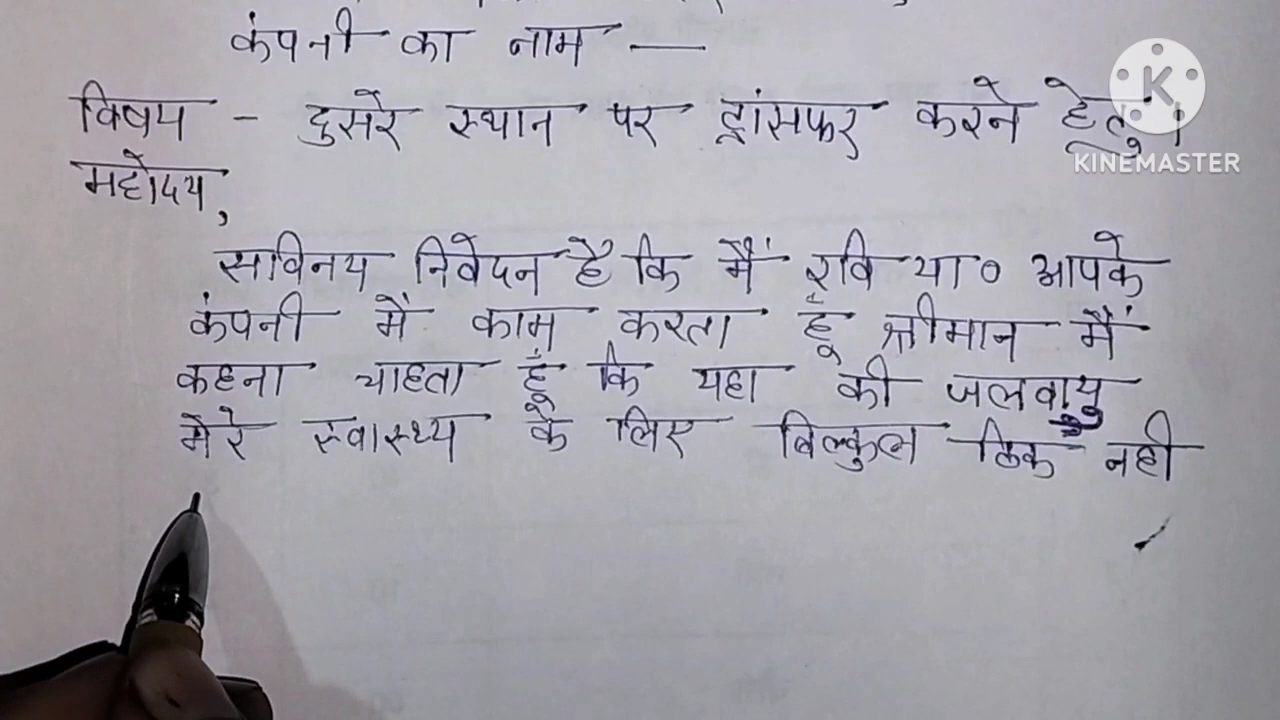 कंपनी का नाम —
विषय - दुसरे स्थान पर ट्रांसफर करने हेतु।
महोदय,
सविनय निवेदन है कि मैं रवि या० आपके
कंपनी में काम करता हूँ श्रीमान मैं
कहना चाहता हूँ कि यहा की जलवायु
मेरे स्वास्थ्य के लिए बिल्कुल ठिक नही
K
KINEMASTER